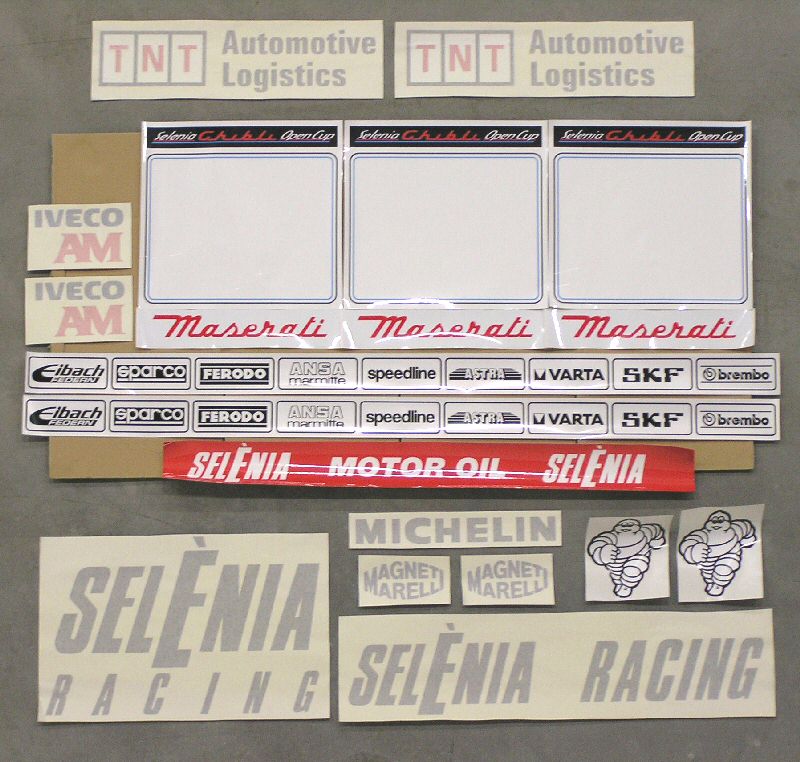 TNT Automotive Logistics
TNT Automotive Logistics
Selenia Ghibli Open Cup
Selenia Ghibli Open Cup
Selenia Ghibli Open Cup
IVECO
AM
IVECO
AM
Maserati
Maserati
Maserati
Eibach FEDERN sparco FERODO ANSA marmitte speedline ASTRA VARTA SKF brembo
Eibach FEDERN sparco FERODO ANSA marmitte speedline ASTRA VARTA SKF brembo
SELÈNIA MOTOR OIL SELÈNIA
MICHELIN
MAGNETI MARELLI
MAGNETI MARELLI
SELÈNIA
RACING
SELÈNIA RACING